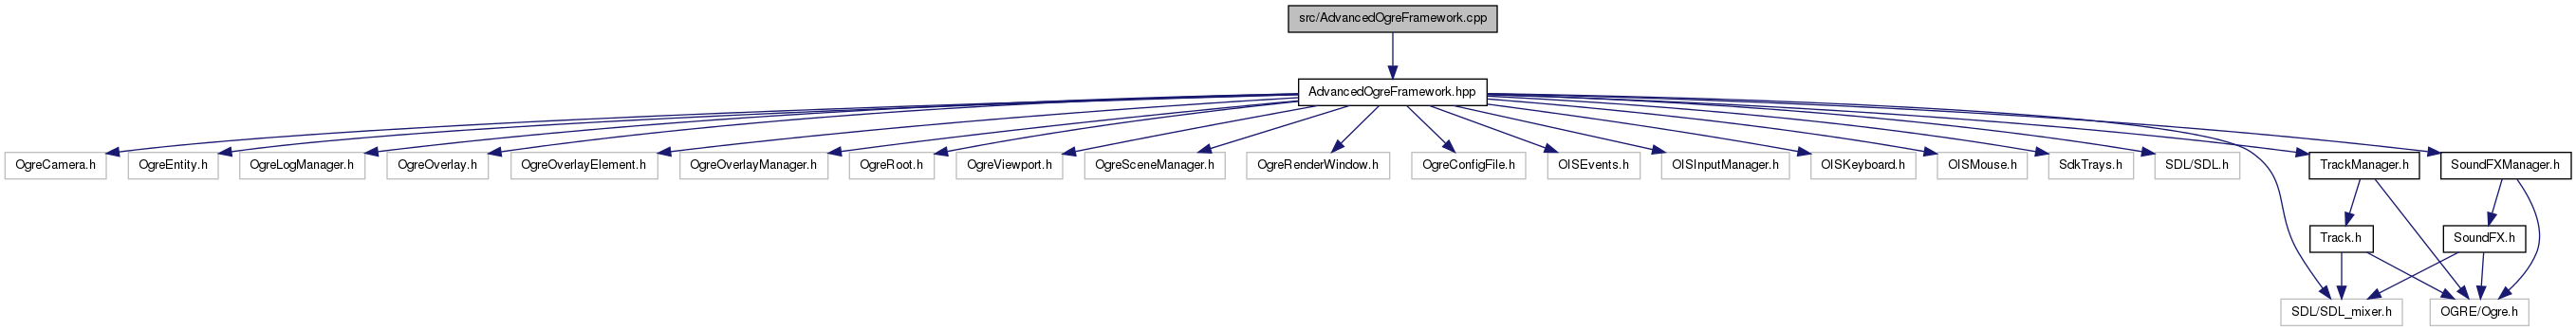 src/AdvancedOgreFramework.cpp
AdvancedOgreFramework.hpp
OgreCamera.h
OgreEntity.h
OgreLogManager.h
OgreOverlay.h
OgreOverlayElement.h
OgreOverlayManager.h
OgreRoot.h
OgreViewport.h
OgreSceneManager.h
OgreRenderWindow.h
OgreConfigFile.h
OISEvents.h
OISInputManager.h
OISKeyboard.h
OISMouse.h
SdkTrays.h
SDL/SDL.h
TrackManager.h
SoundFXManager.h
Track.h
SoundFX.h
SDL/SDL_mixer.h
OGRE/Ogre.h